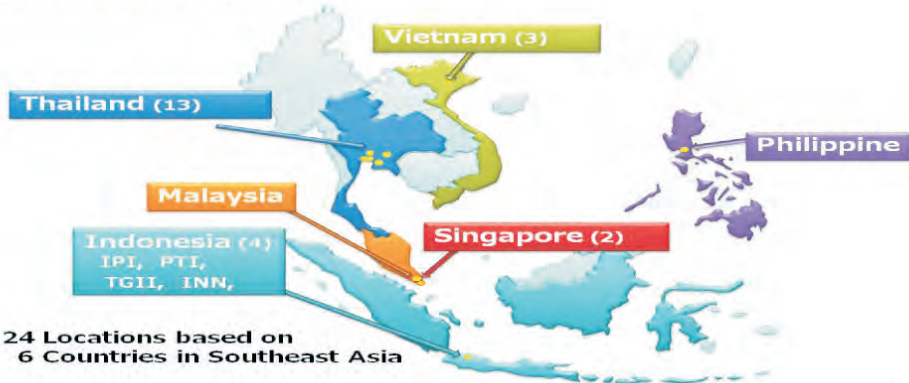 Vietnam (3)
Thailand (13)
Philippine
Malaysia
Singapore (2)
Indonesia (4)
IPI, PTI,
TGII, INN,
24 Locations based on
6 Countries in Southeast Asia